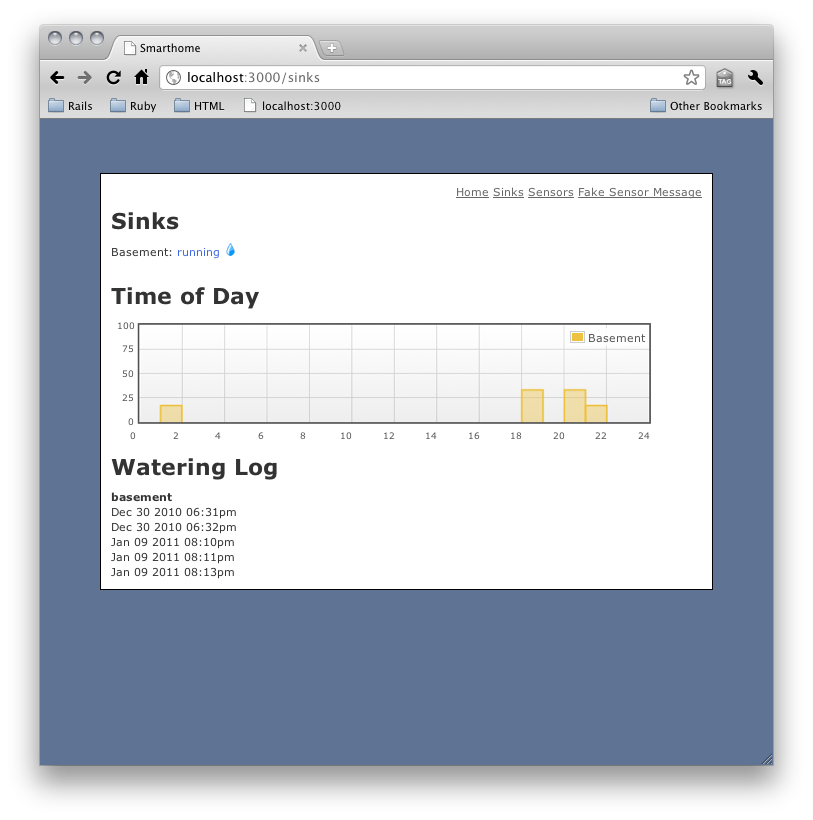 Smarthome
localhost:3000/sinks
TAG
Rails Ruby HTML localhost:3000 Other Bookmarks
Home Sinks Sensors Fake Sensor Message
Sinks
Basement: running
Time of Day
Basement
100
75
50
25
0
0 2 4 6 8 10 12 14 16 18 20 22 24
Watering Log
basement
Dec 30 2010 06:31pm
Dec 30 2010 06:32pm
Jan 09 2011 08:10pm
Jan 09 2011 08:11pm
Jan 09 2011 08:13pm